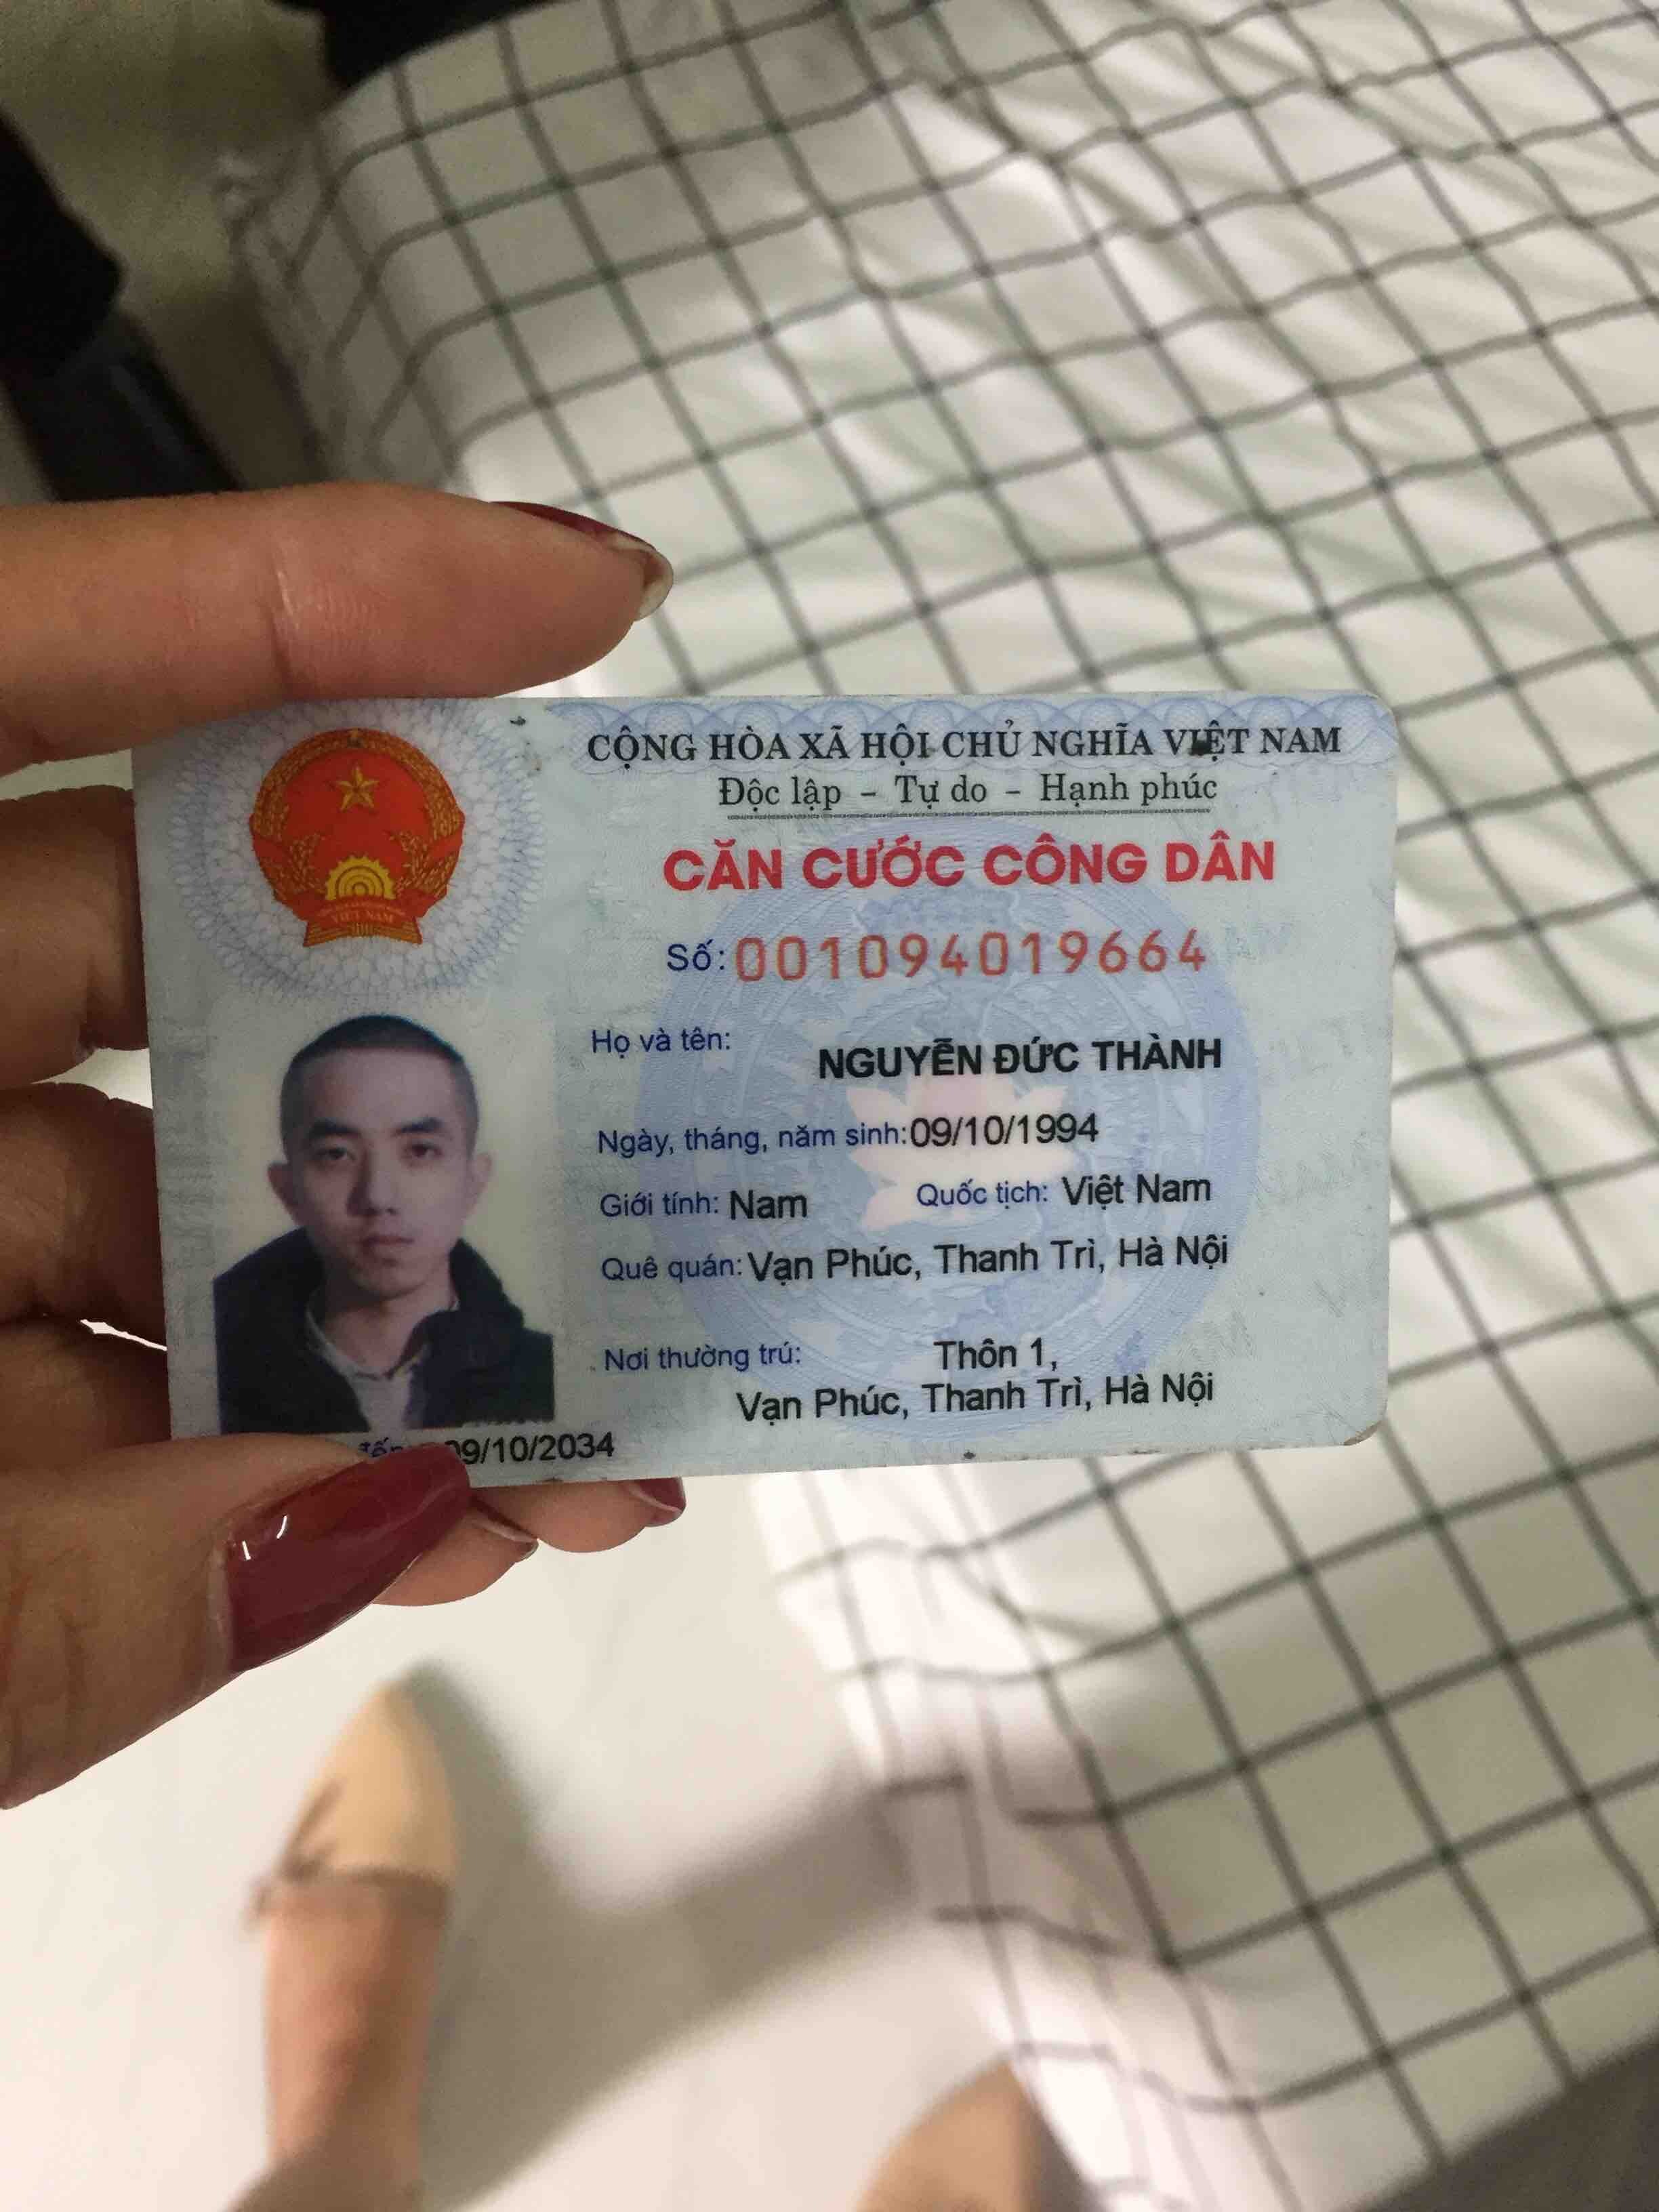 CỘNG HÒA XÃ HỘI CHỦ NGHĨA VIỆT NAM
Độc lập – Tự do – Hạnh phúc
CĂN CƯỚC CÔNG DÂN
VIỆT NAM
Số: 001094019664
Họ và tên: NGUYỄN ĐỨC THÀNH
Ngày, tháng, năm sinh: 09/10/1994
Giới tính: Nam Quốc tịch: Việt Nam
Quê quán: Vạn Phúc, Thanh Trì, Hà Nội
Nơi thường trú: Thôn 1,
Vạn Phúc, Thanh Trì, Hà Nội
đến 09/10/2034